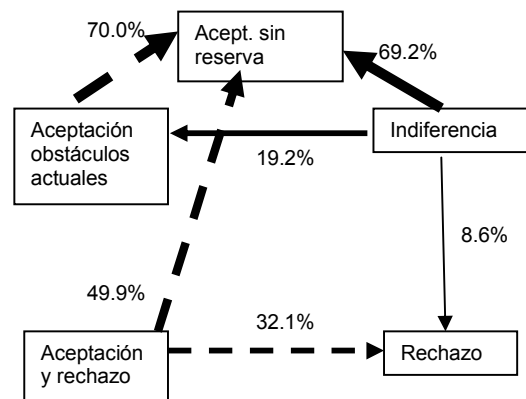 70.0%
Acept. sin
reserva
69.2%
Aceptación
obstáculos
actuales
Indiferencia
19.2%
8.6%
49.9%
32.1%
Aceptación
y rechazo
Rechazo